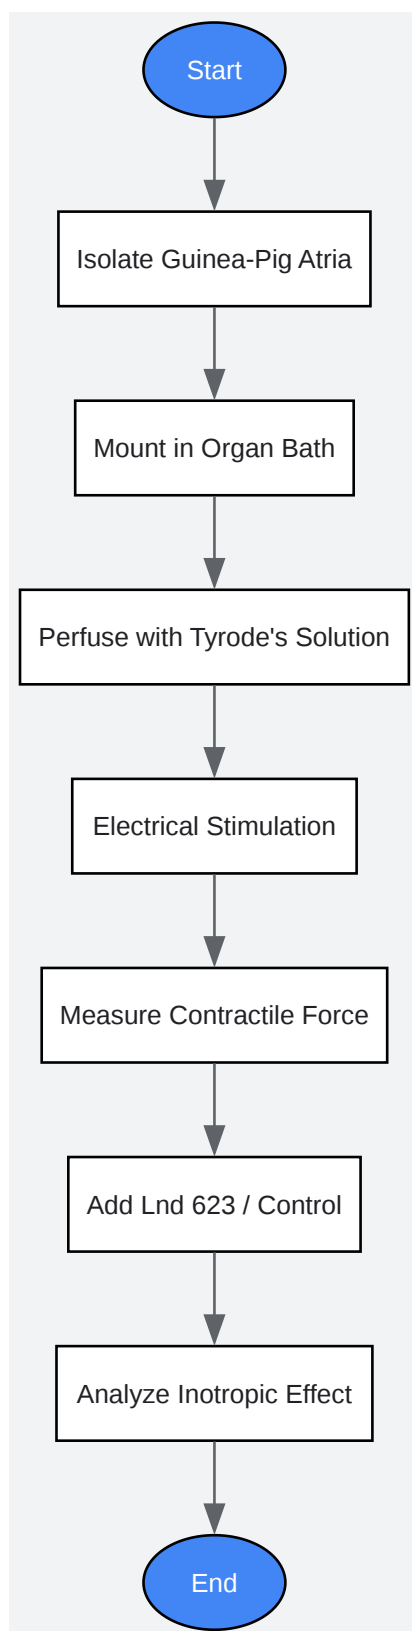 Start
Isolate Guinea-Pig Atria
Mount in Organ Bath
Perfuse with Tyrode's Solution
Electrical Stimulation
Measure Contractile Force
Add Lnd 623 / Control
Analyze Inotropic Effect
End